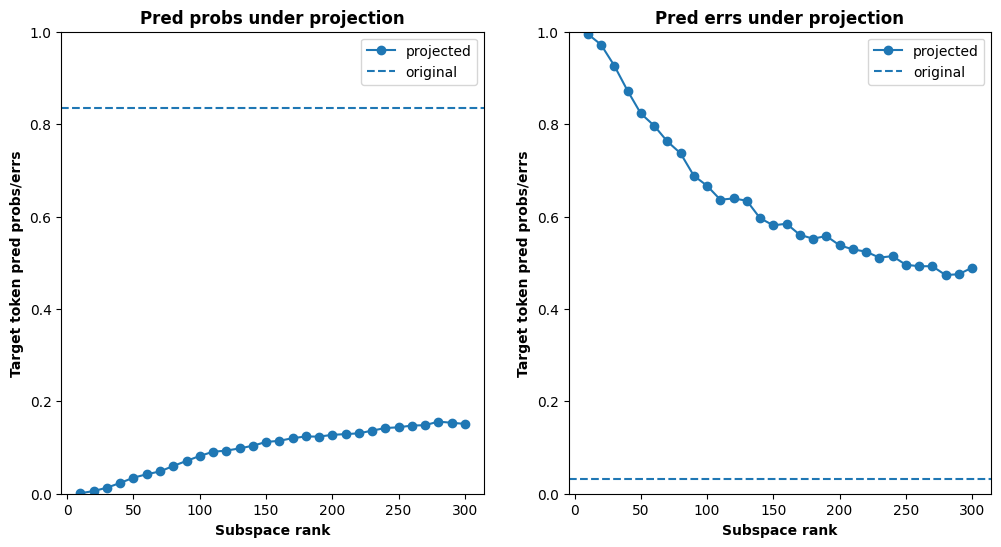 Pred probs under projection
Target token pred probs/errs
1.0
0.8
0.6
0.4
0.2
0.0
projected
original
0 50 100 150 200 250 300
Subspace rank
Pred errs under projection
Target token pred probs/errs
1.0
0.8
0.6
0.4
0.2
0.0
projected
original
0 50 100 150 200 250 300
Subspace rank